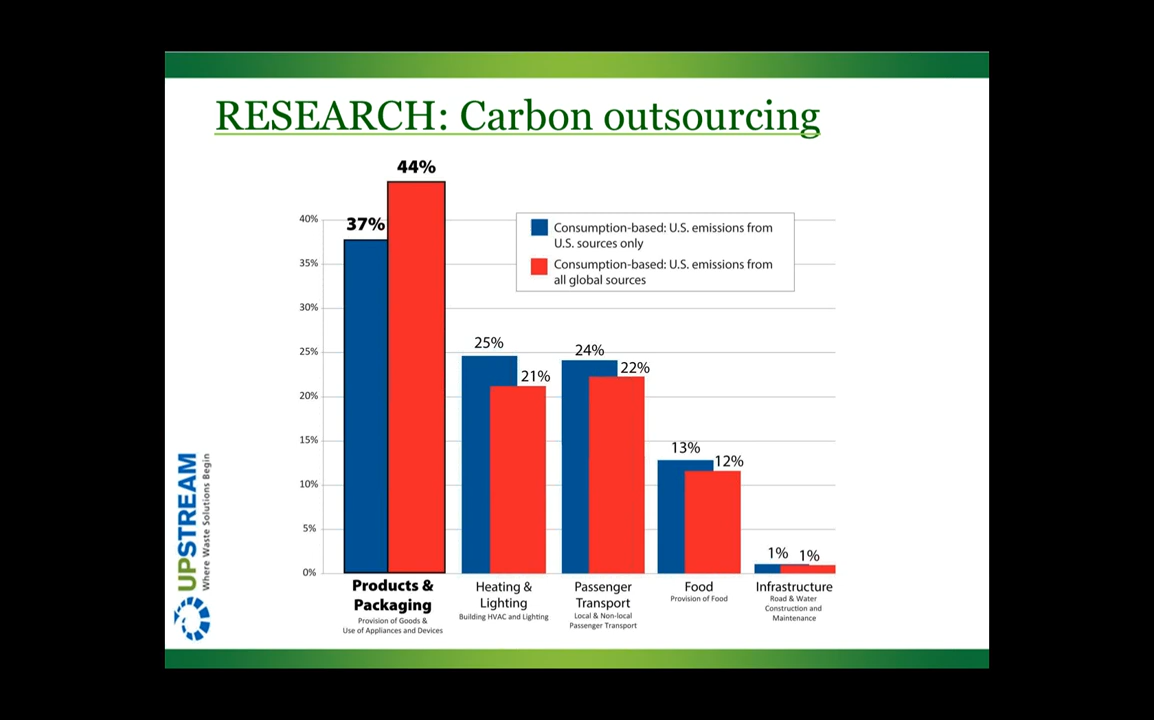 RESEARCH: Carbon outsourcing
44%
37%
40%
35%
30%
25%
20%
15%
10%
5%
0%
Consumption-based: U.S. emissions from
U.S. sources only
Consumption-based: U.S. emissions from
all global sources
25%
21%
24%
22%
13%
12%
1%
1%
Products &
Packaging
Provision of Goods &
Use of Appliances and Devices
Heating &
Lighting
Building HVAC and Lighting
Passenger
Transport
Local & Non-local
Passenger Transport
Food
Provision of Food
Infrastructure
Road & Water
Construction and
Maintenance
UPSTREAM
Where Waste Solutions Begin